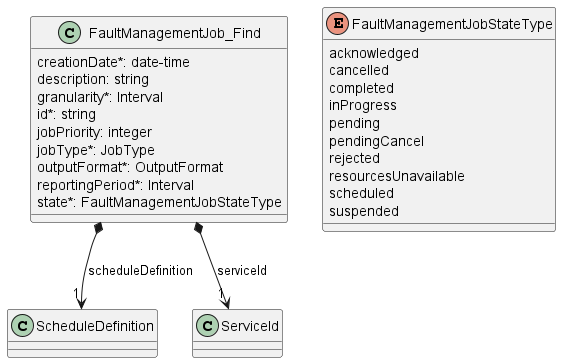 C FaultManagementJob_Find
creationDate*: date-time
description: string
granularity*: Interval
id*: string
jobPriority: integer
jobType*: JobType
outputFormat*: OutputFormat
reportingPeriod*: Interval
state*: FaultManagementJobStateType
E FaultManagementJobStateType
acknowledged
cancelled
completed
inProgress
pending
pendingCancel
rejected
resourcesUnavailable
scheduled
suspended
scheduleDefinition
serviceId
1
1
C ScheduleDefinition
C ServiceId